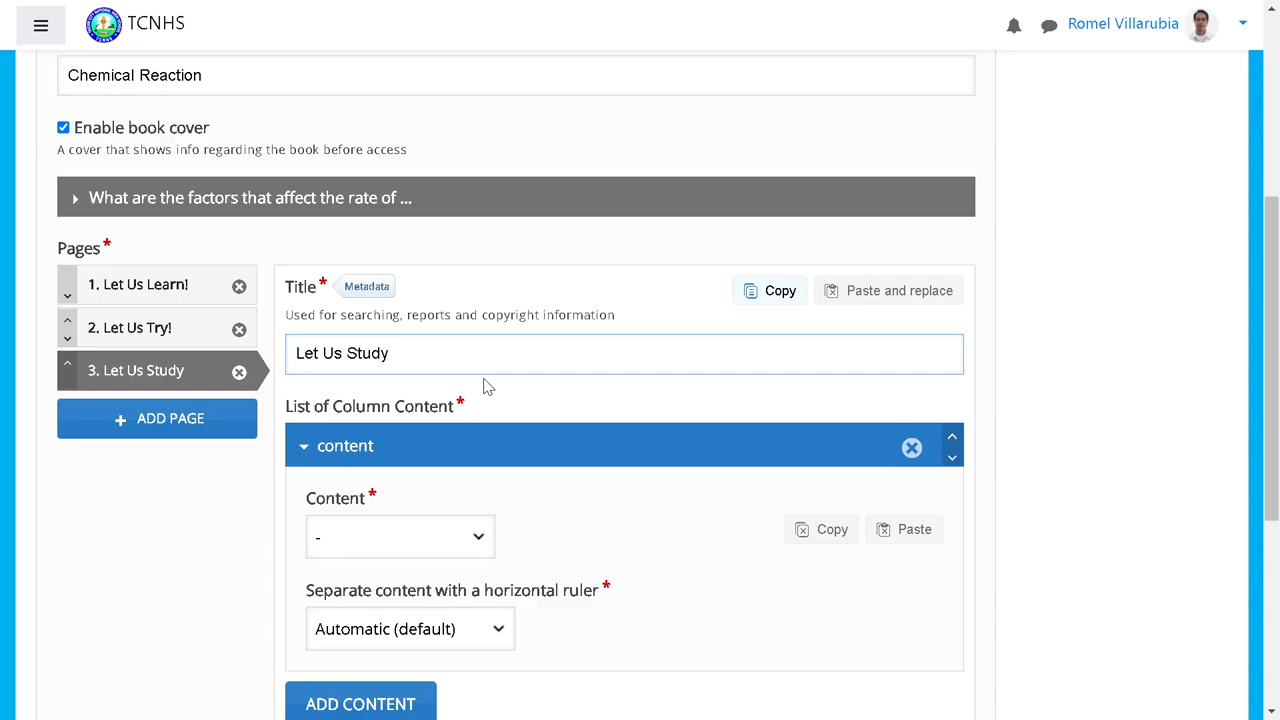 TCNHS
Romel Villarubia
Chemical Reaction
Enable book cover
A cover that shows info regarding the book before access
What are the factors that affect the rate of ...
Pages*
1. Let Us Learn!
2. Let Us Try!
3. Let Us Study
+ ADD PAGE
Title* Metadata
Copy
Paste and replace
Used for searching, reports and copyright information
Let Us Study
List of Column Content*
content
Content*
-
Copy
Paste
Separate content with a horizontal ruler*
Automatic (default)
ADD CONTENT